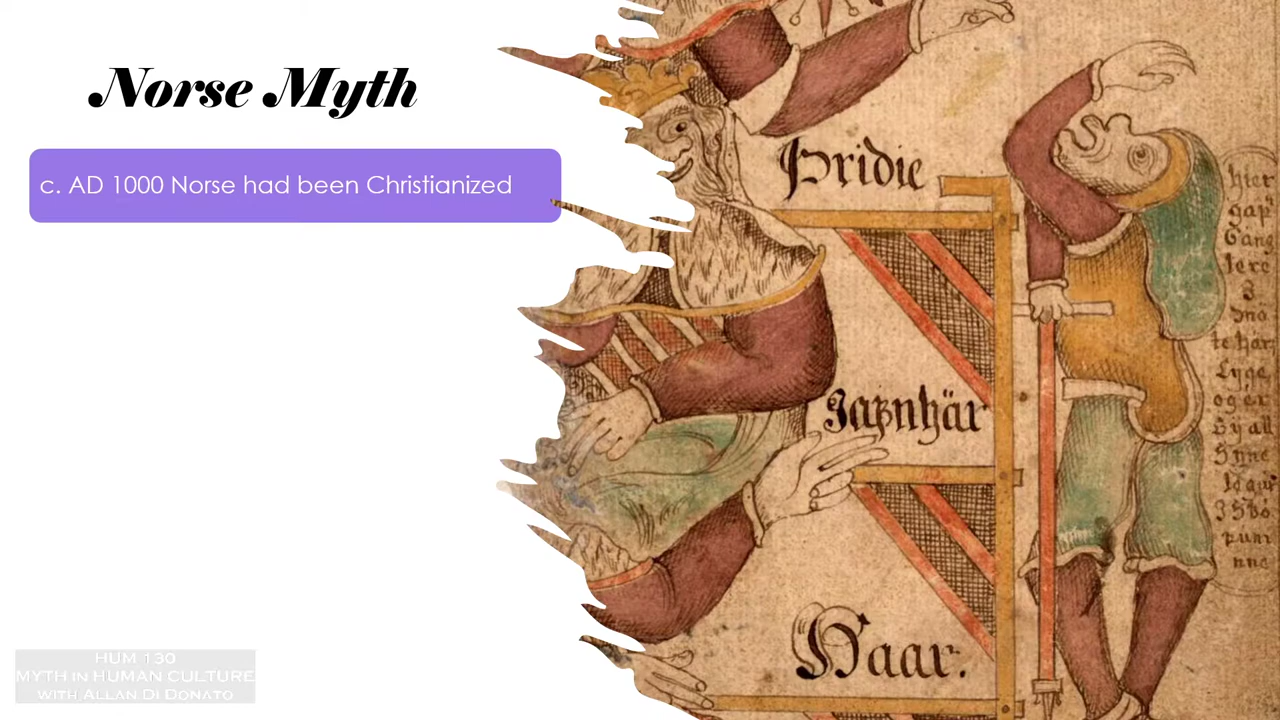 Norse Myth
c. AD 1000 Norse had been Christianized
Þridie
Jafnhär
Haar.
hier
gap
Gäng
lere
HUM 130
MYTH IN HUMAN CULTURE
WITH ALLAN DI DONATO